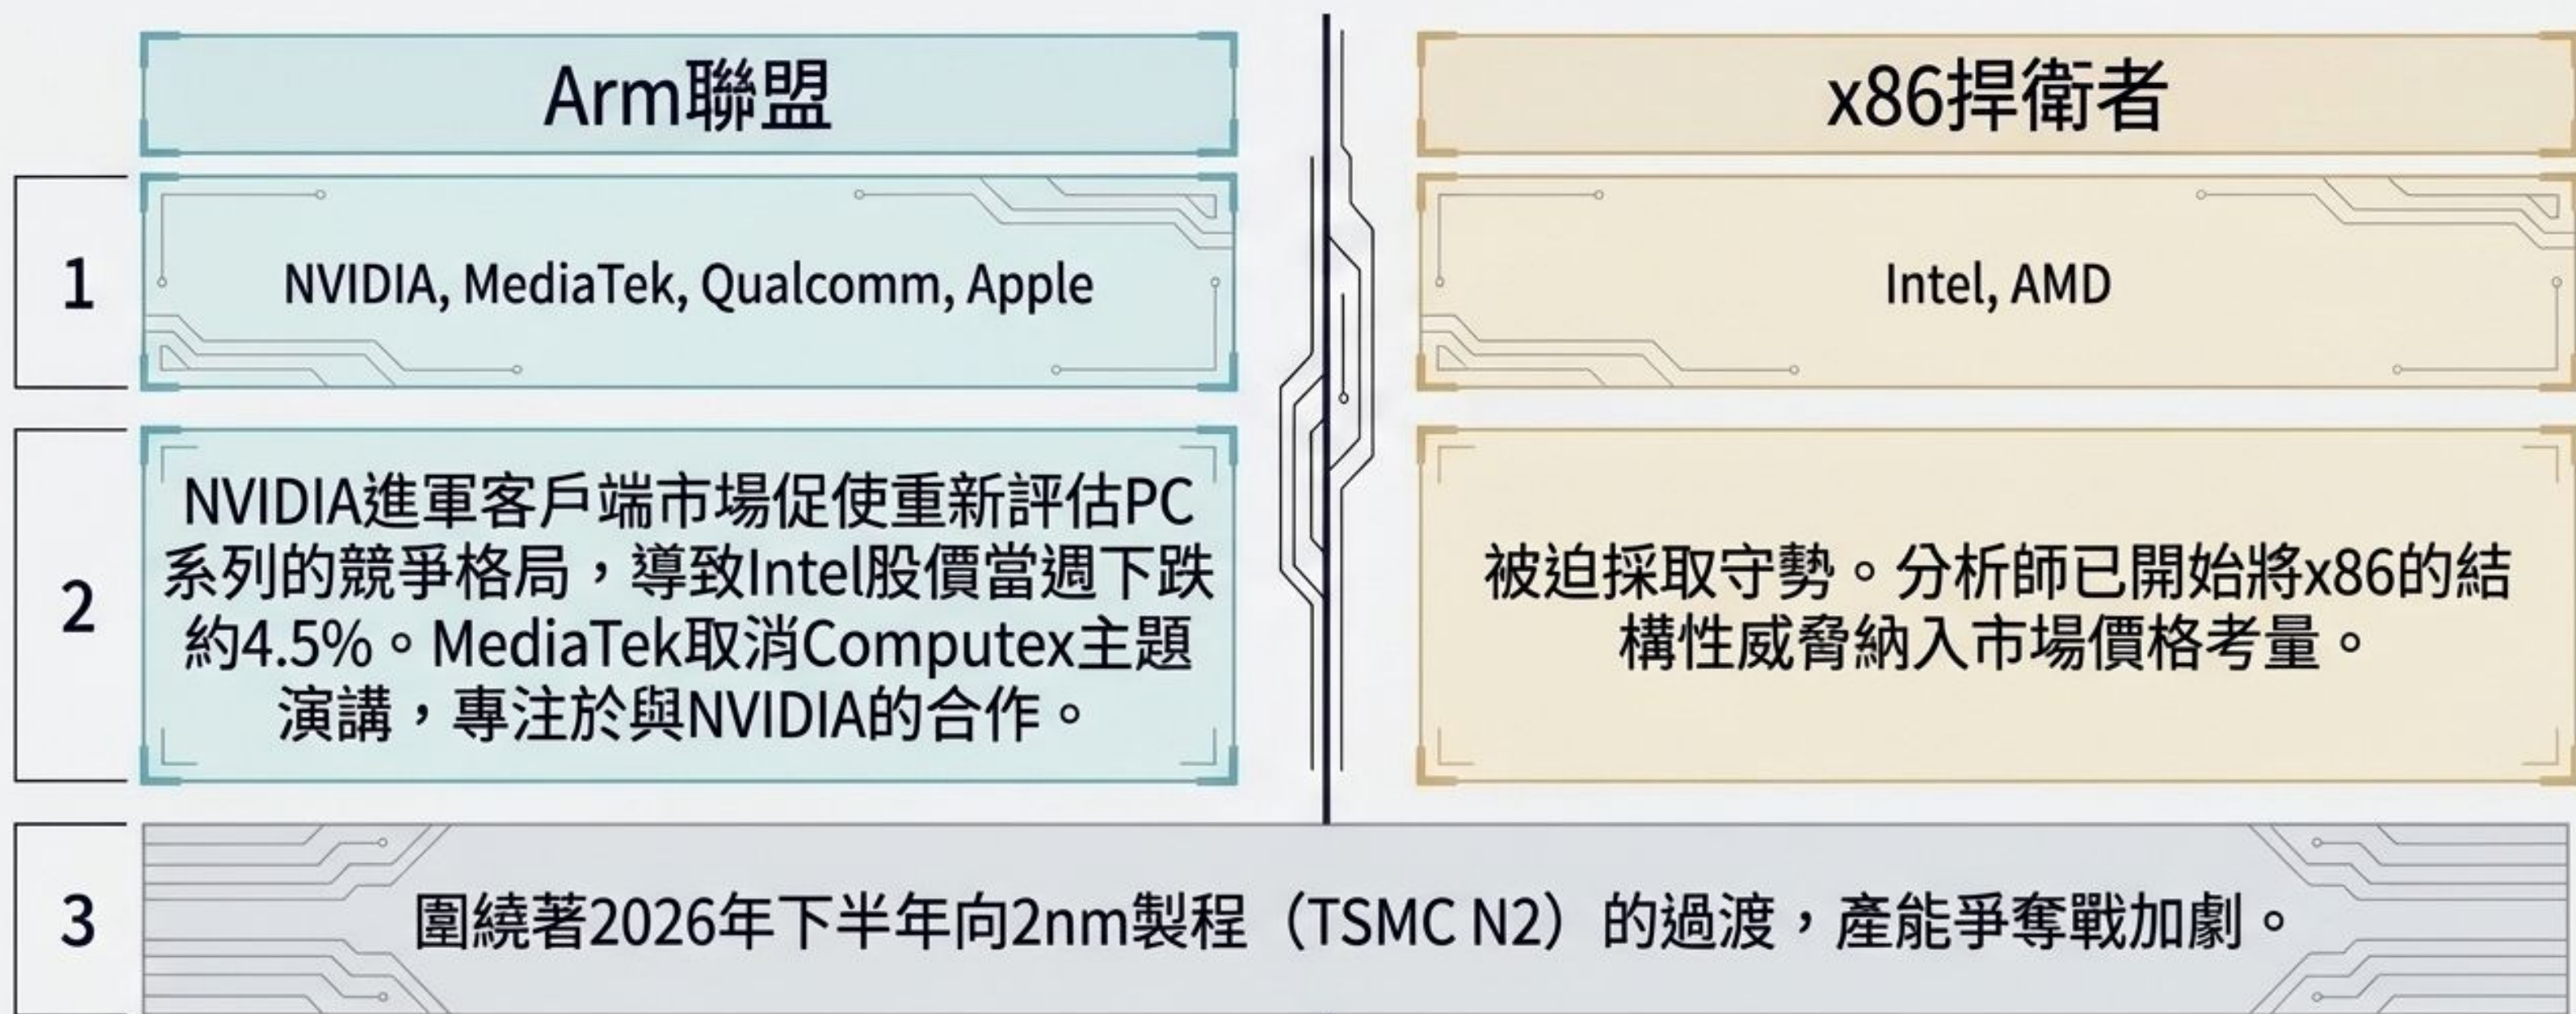 Arm聯盟
x86捍衛者
1
NVIDIA, MediaTek, Qualcomm, Apple
Intel, AMD
2
NVIDIA進軍客戶端市場促使重新評估PC
系列的競爭格局，導致Intel股價當週下跌
約4.5%。MediaTek取消Computex主題
演講，專注於與NVIDIA的合作。
被迫採取守勢。分析師已開始將x86的結
構性威脅納入市場價格考量。
3
圍繞著2026年下半年向2nm製程（TSMC N2）的過渡，產能爭奪戰加劇。